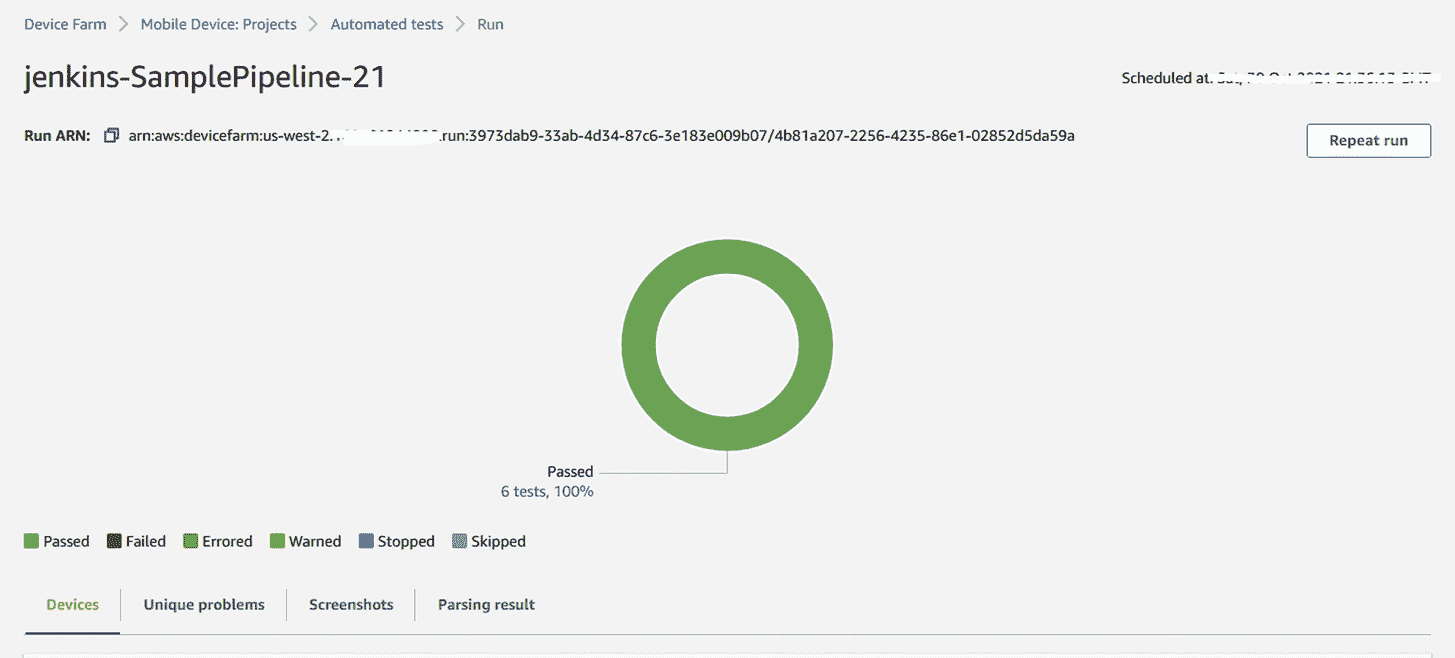 Device Farm > Mobile Device: Projects > Automated tests > Run
jenkins-SamplePipeline-21
Scheduled at:
Run ARN: arn:aws:devicefarm:us-west-2. .run:3973dab9-33ab-4d34-87c6-3e183e009b07/4b81a207-2256-4235-86e1-02852d5da59a
Repeat run
Passed
6 tests, 100%
Passed Failed Errored Warned Stopped Skipped
Devices Unique problems Screenshots Parsing result